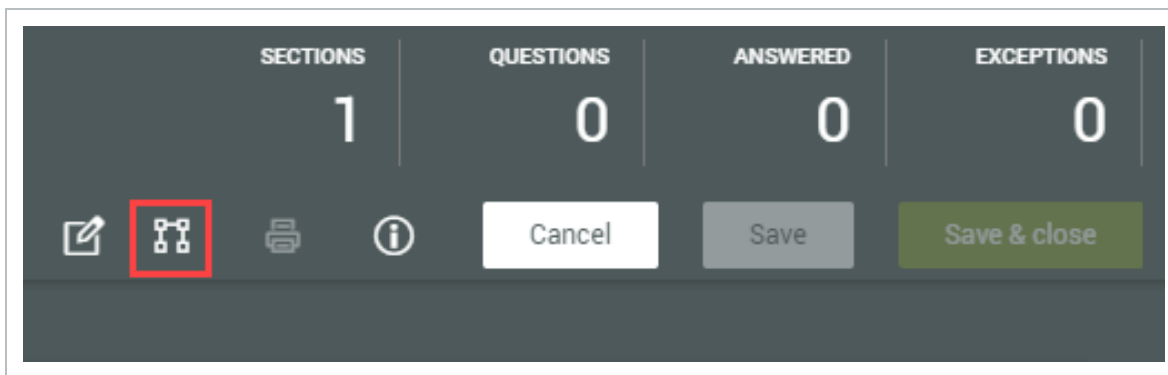 SECTIONS QUESTIONS ANSWERED EXCEPTIONS
1 0 0 0
Cancel Save Save & close